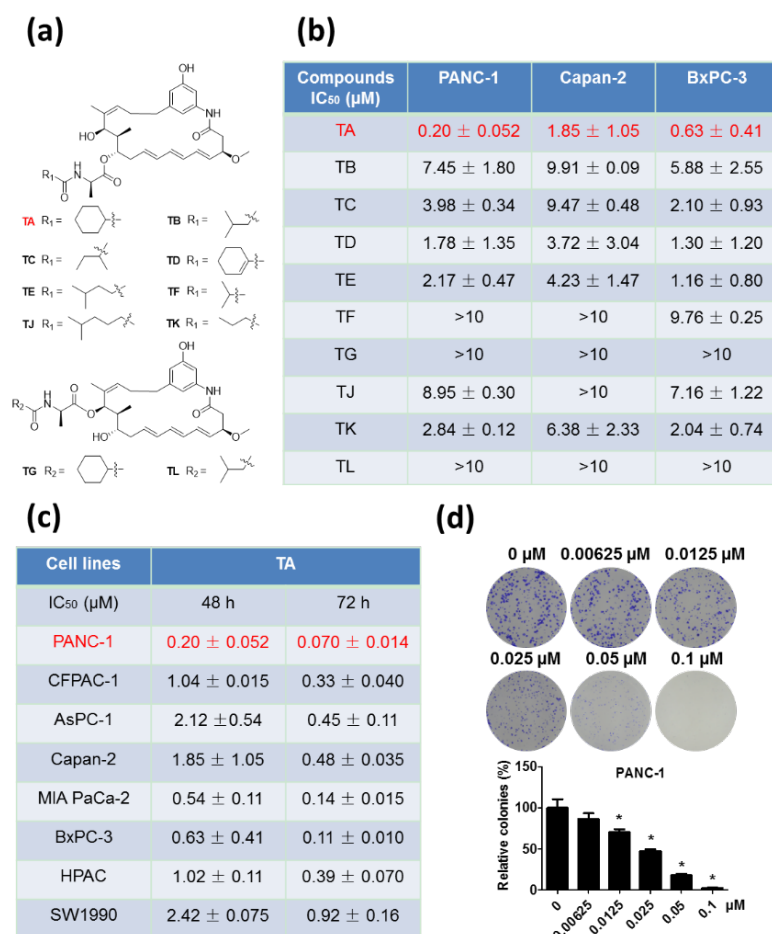 (a)
OH
NH
O
HO
O
O
R₁
H
N
O
O
TA R₁ =
TB R₁ =
TC R₁ =
TD R₁ =
TE R₁ =
TF R₁ =
TJ R₁ =
TK R₁ =
OH
NH
O
R₂
H
N
O
O
O
HO
O
TG R₂ =
TL R₂ =
(b)
Compounds IC₅₀ (μM) PANC-1 Capan-2 BxPC-3
TA 0.20 ± 0.052 1.85 ± 1.05 0.63 ± 0.41
TB 7.45 ± 1.80 9.91 ± 0.09 5.88 ± 2.55
TC 3.98 ± 0.34 9.47 ± 0.48 2.10 ± 0.93
TD 1.78 ± 1.35 3.72 ± 3.04 1.30 ± 1.20
TE 2.17 ± 0.47 4.23 ± 1.47 1.16 ± 0.80
TF >10 >10 9.76 ± 0.25
TG >10 >10 >10
TJ 8.95 ± 0.30 >10 7.16 ± 1.22
TK 2.84 ± 0.12 6.38 ± 2.33 2.04 ± 0.74
TL >10 >10 >10
(c)
Cell lines TA
IC₅₀ (μM) 48 h 72 h
PANC-1 0.20 ± 0.052 0.070 ± 0.014
CFPAC-1 1.04 ± 0.015 0.33 ± 0.040
AsPC-1 2.12 ±0.54 0.45 ± 0.11
Capan-2 1.85 ± 1.05 0.48 ± 0.035
MIA PaCa-2 0.54 ± 0.11 0.14 ± 0.015
BxPC-3 0.63 ± 0.41 0.11 ± 0.010
HPAC 1.02 ± 0.11 0.39 ± 0.070
SW1990 2.42 ± 0.075 0.92 ± 0.16
(d)
0 μM 0.00625 μM 0.0125 μM
0.025 μM 0.05 μM 0.1 μM
PANC-1
Relative colonies (%)
150
100
50
0
* * * *
0 0.00625 0.0125 0.025 0.05 0.1 μM